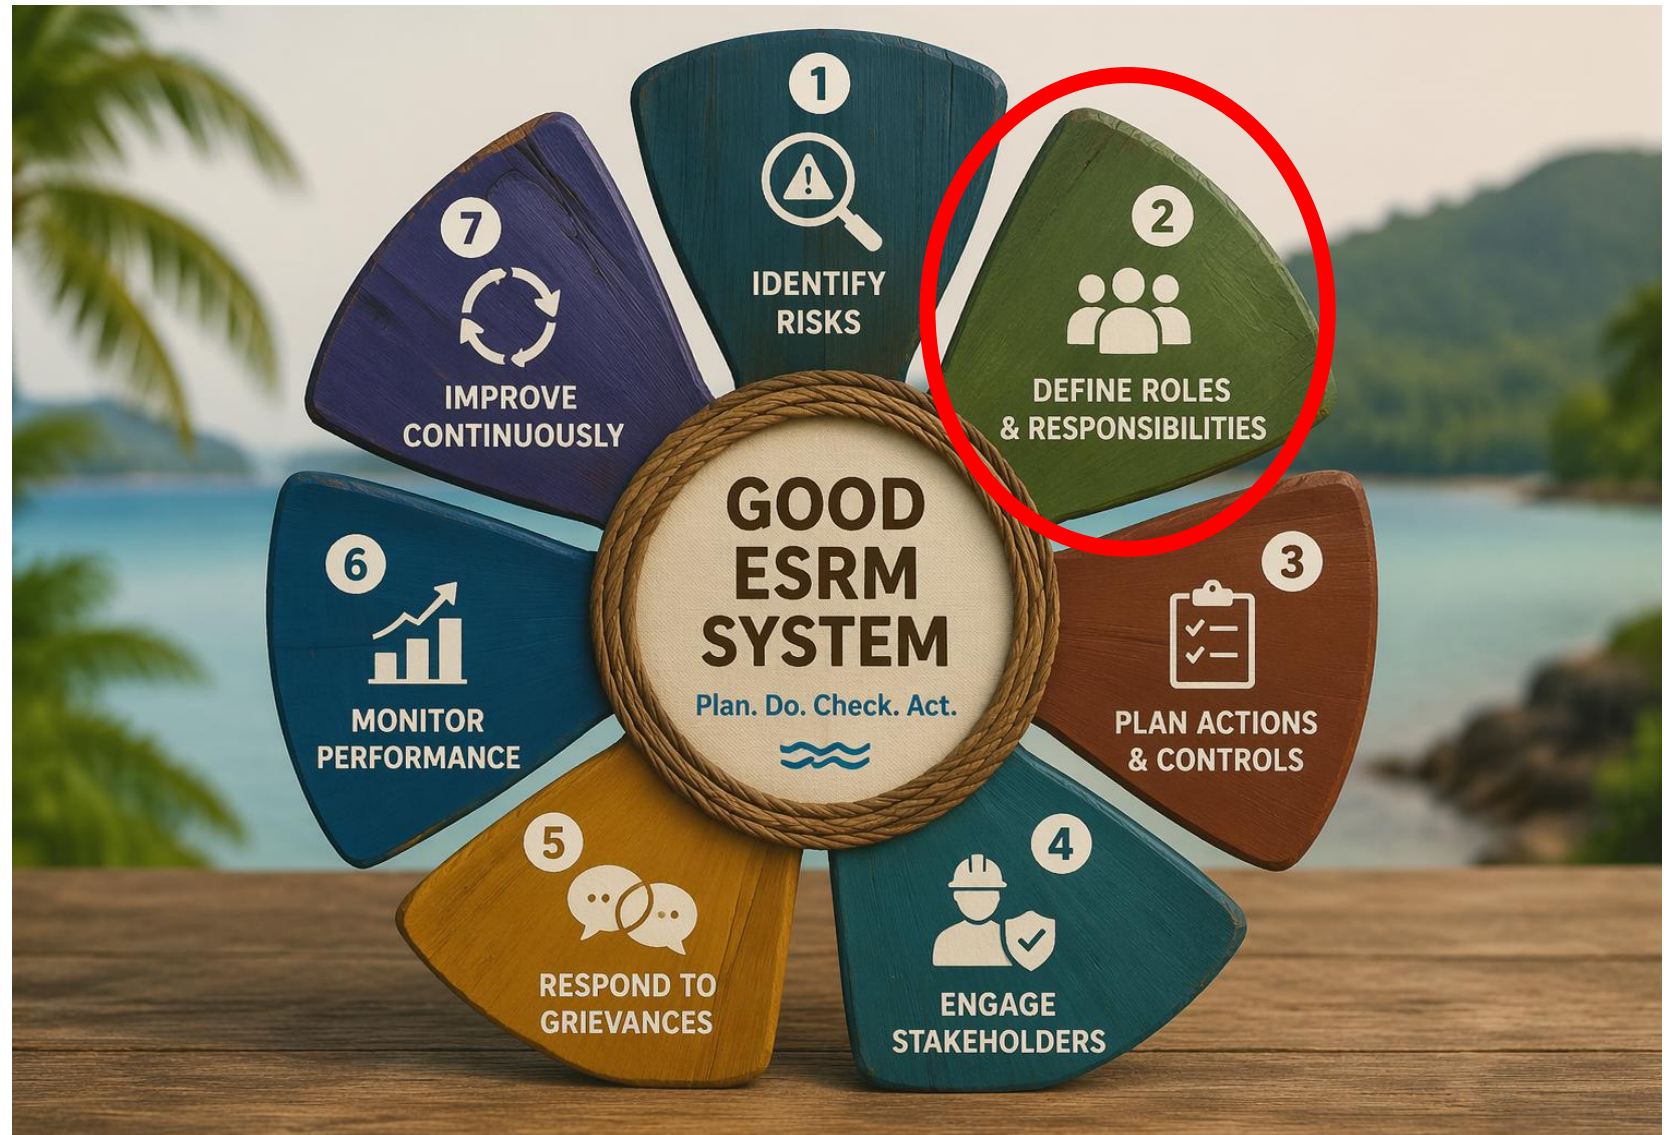 1
IDENTIFY
RISKS
2
DEFINE ROLES
& RESPONSIBILITIES
3
PLAN ACTIONS
& CONTROLS
4
ENGAGE
STAKEHOLDERS
5
RESPOND TO
GRIEVANCES
6
MONITOR
PERFORMANCE
7
IMPROVE
CONTINUOUSLY
GOOD
ESRM
SYSTEM
Plan. Do. Check. Act.